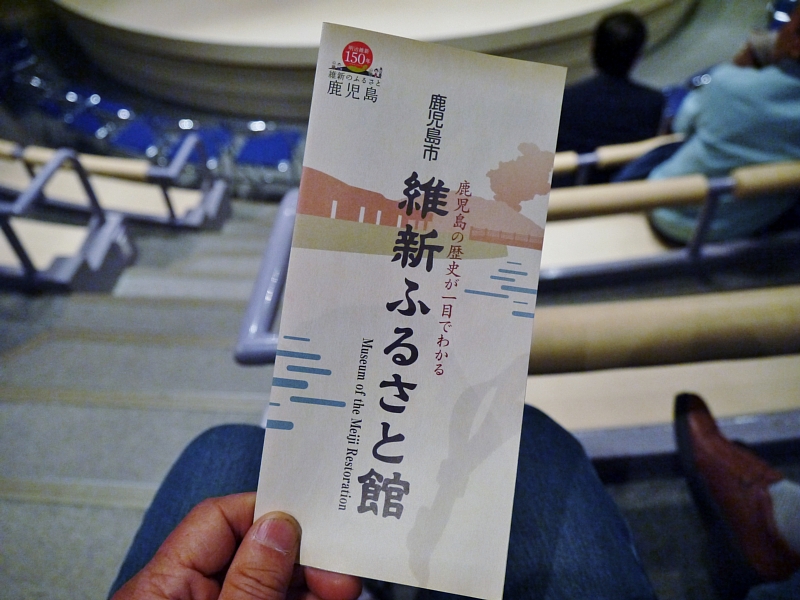 明治維新
150年
維新のふるさと
鹿児島
鹿児島市
鹿児島の歴史が一目でわかる
維新ふるさと館
Museum of the Meiji Restoration